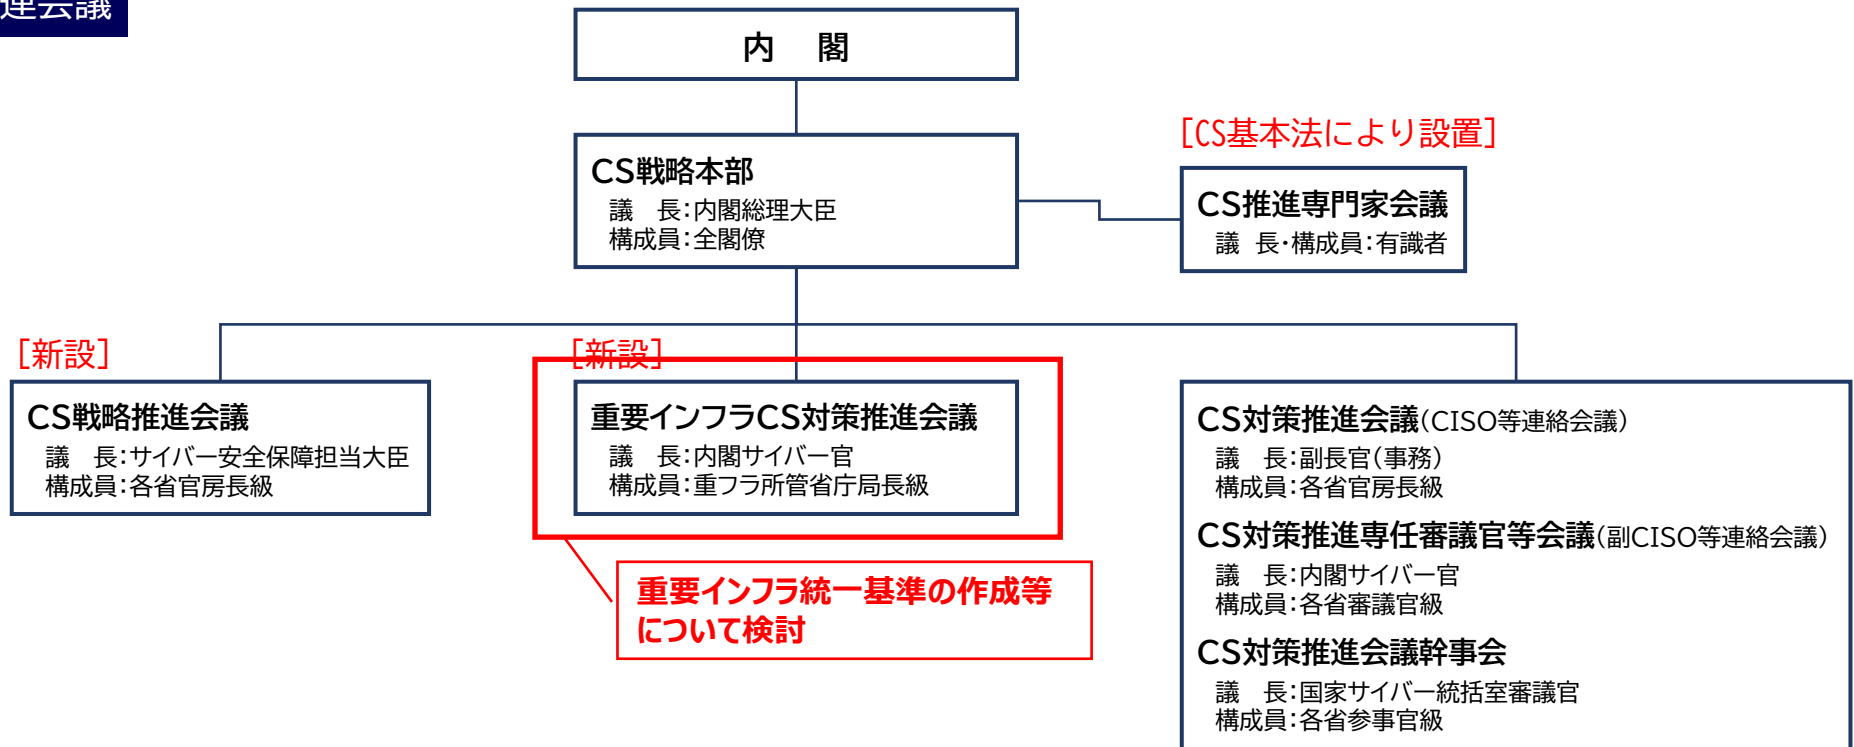 連会議
内　閣
CS戦略本部
議　長：内閣総理大臣
構成員：全閣僚
［CS基本法により設置］
CS推進専門家会議
議　長・構成員：有識者
［新設］
CS戦略推進会議
議　長：サイバー安全保障担当大臣
構成員：各省官房長級
［新設］
重要インフラCS対策推進会議
議　長：内閣サイバー官
構成員：重フラ所管省庁局長級
重要インフラ統一基準の作成等
について検討
CS対策推進会議（CISO等連絡会議）
議　長：副長官（事務）
構成員：各省官房長級
CS対策推進専任審議官等会議（副CISO等連絡会議）
議　長：内閣サイバー官
構成員：各省審議官級
CS対策推進会議幹事会
議　長：国家サイバー統括室審議官
構成員：各省参事官級